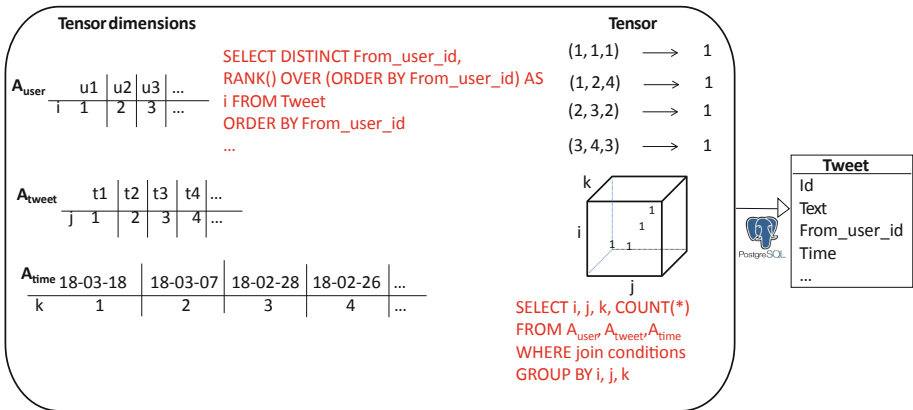 Tensor dimensions
A_user u1 u2 u3 ...
i 1 2 3 ...
SELECT DISTINCT From_user_id,
RANK() OVER (ORDER BY From_user_id) AS
i FROM Tweet
ORDER BY From_user_id
...
A_tweet t1 t2 t3 t4 ...
j 1 2 3 4 ...
A_time 18-03-18 18-03-07 18-02-28 18-02-26 ...
k 1 2 3 4 ...
Tensor
(1,1,1) → 1
(1,2,4) → 1
(2,3,2) → 1
(3,4,3) → 1
k
i
1
1
1 1
j
SELECT i, j, k, COUNT(*)
FROM A_user, A_tweet,A_time
WHERE join conditions
GROUP BY i, j, k
PostgreSQL
Tweet
Id
Text
From_user_id
Time
...